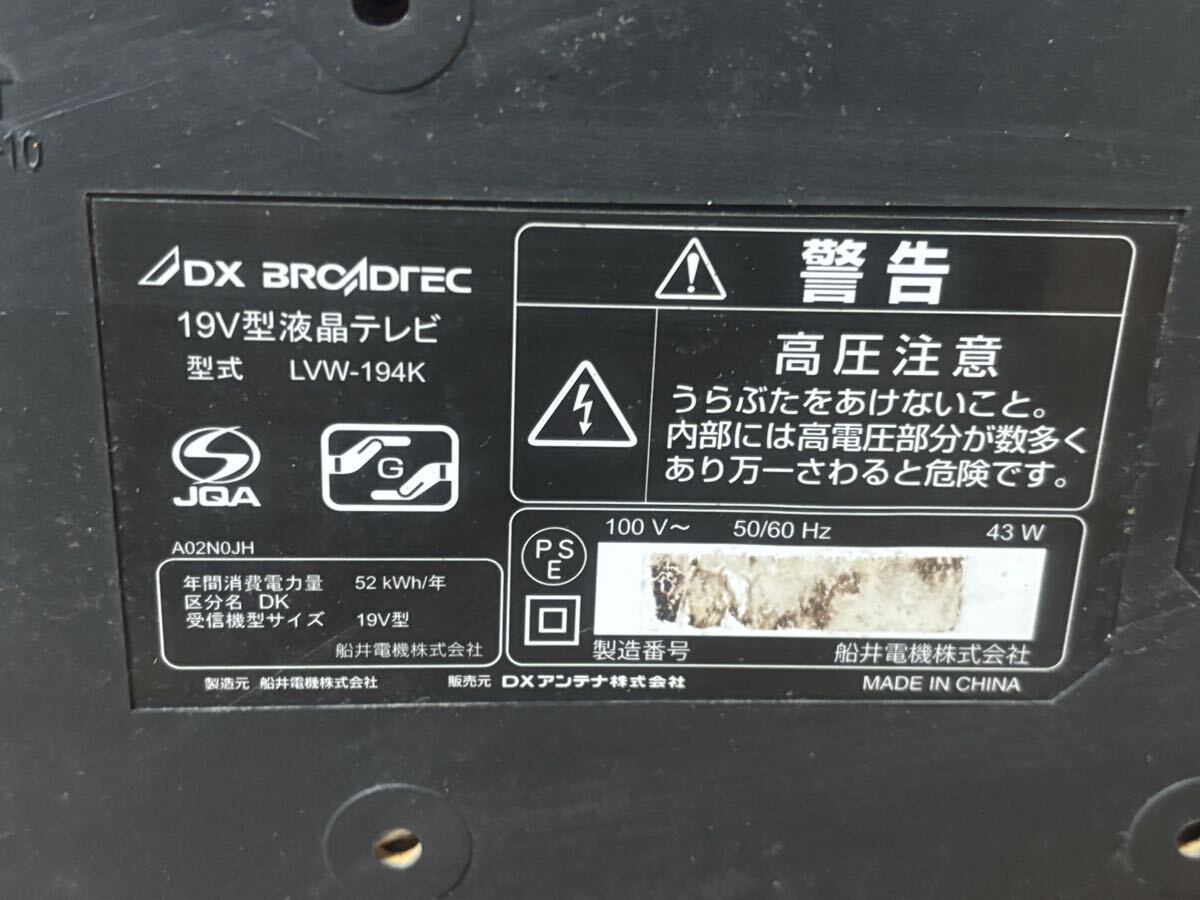 10
DX BROADTEC
19V型液晶テレビ
型式 LVW-194K
JQA
G
A02N0JH
年間消費電力量 52 kWh/年
区分名 DK
受信機型サイズ 19V型
船井電機株式会社
製造元 船井電機株式会社 販売元 DXアンテナ株式会社
警告
高圧注意
うらぶたをあけないこと。
内部には高電圧部分が数多く
あり万一さわると危険です。
100 V～ 50/60 Hz 43 W
PSE
製造番号 船井電機株式会社
MADE IN CHINA